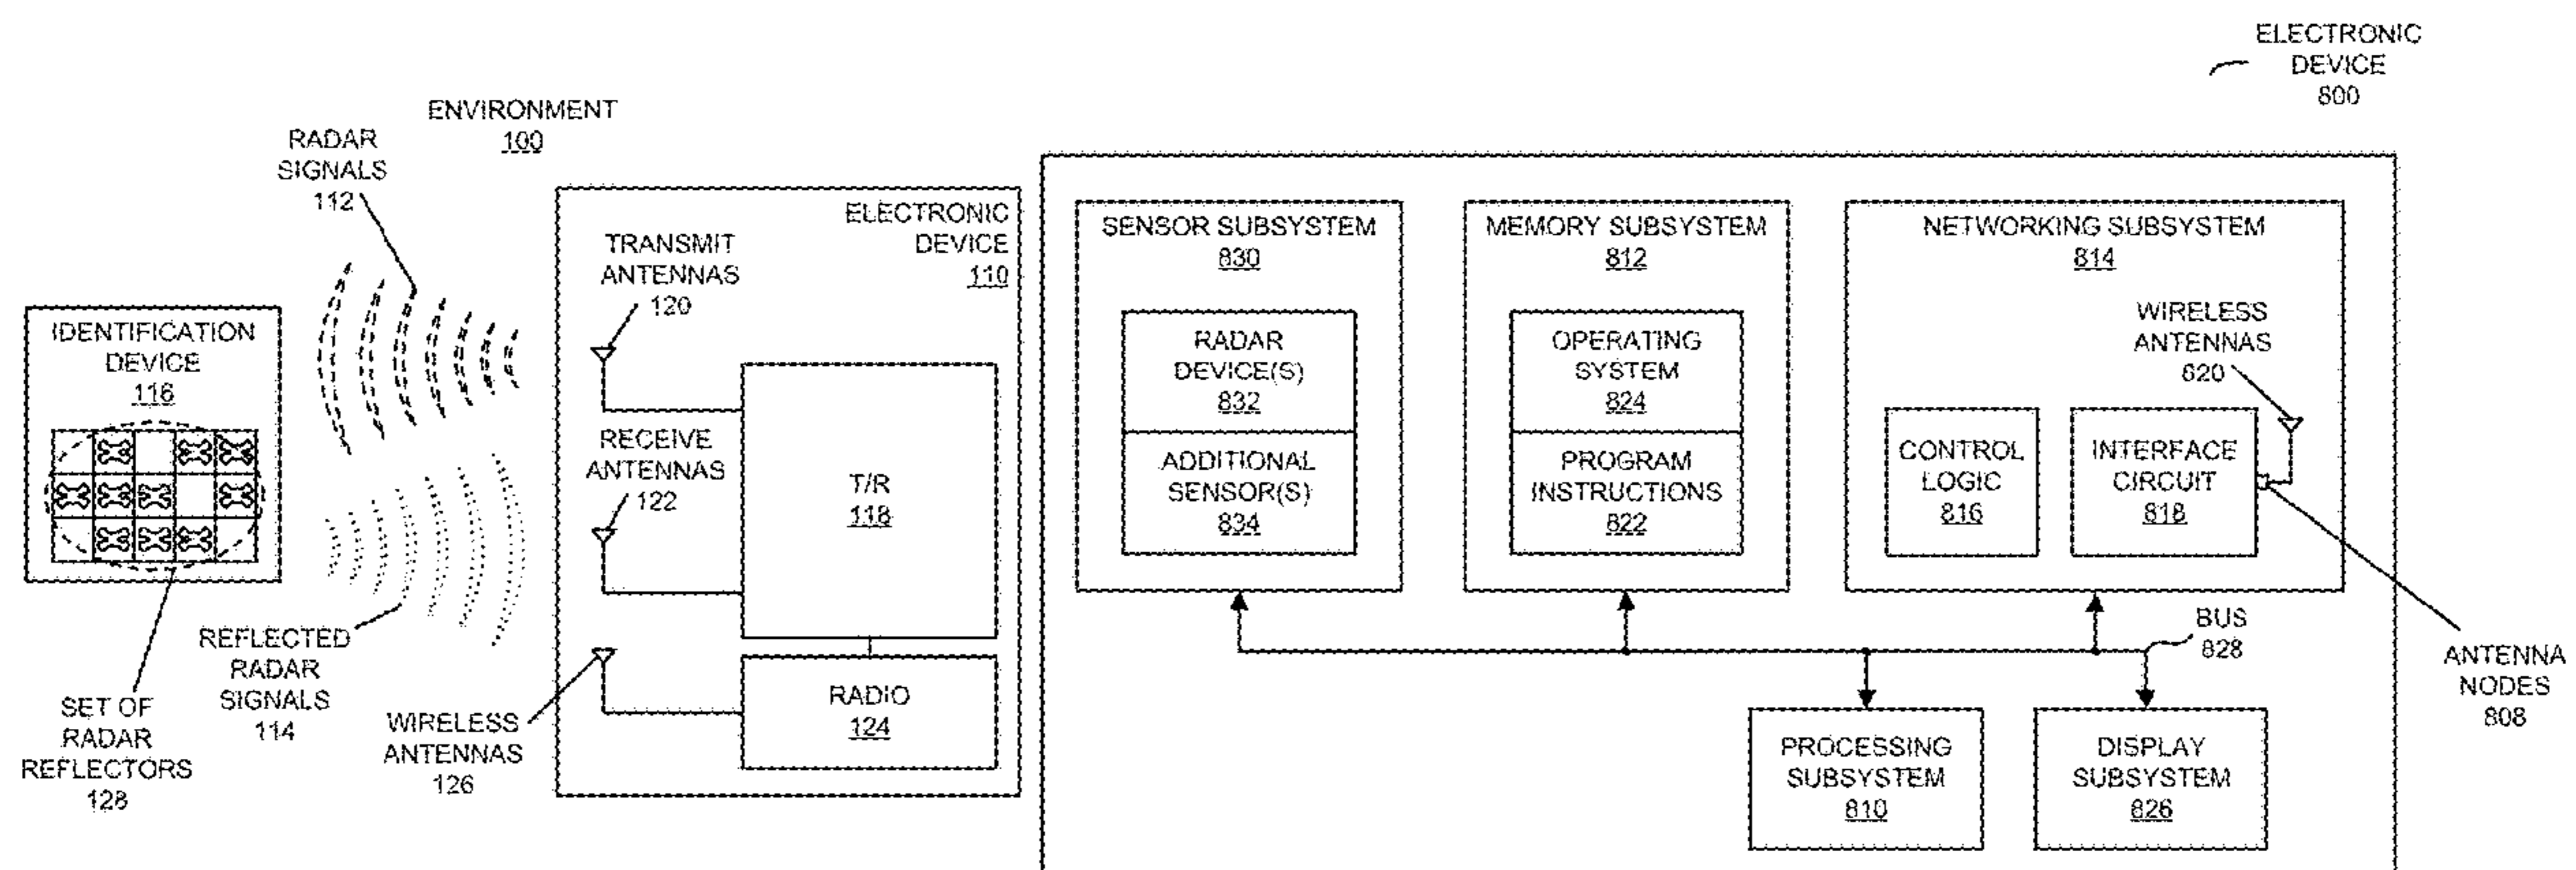 ENVIRONMENT
100
RADAR
SIGNALS
112
IDENTIFICATION
DEVICE
116
SET OF
RADAR
REFLECTORS
128
REFLECTED
RADAR
SIGNALS
114
ELECTRONIC
DEVICE
110
TRANSMIT
ANTENNAS
120
RECEIVE
ANTENNAS
122
T/R
118
WIRELESS
ANTENNAS
126
RADIO
124
ELECTRONIC
DEVICE
800
SENSOR SUBSYSTEM
830
RADAR
DEVICE(S)
832
ADDITIONAL
SENSOR(S)
834
MEMORY SUBSYSTEM
812
OPERATING
SYSTEM
824
PROGRAM
INSTRUCTIONS
822
NETWORKING SUBSYSTEM
814
WIRELESS
ANTENNAS
820
CONTROL
LOGIC
816
INTERFACE
CIRCUIT
818
BUS
828
ANTENNA
NODES
808
PROCESSING
SUBSYSTEM
810
DISPLAY
SUBSYSTEM
826